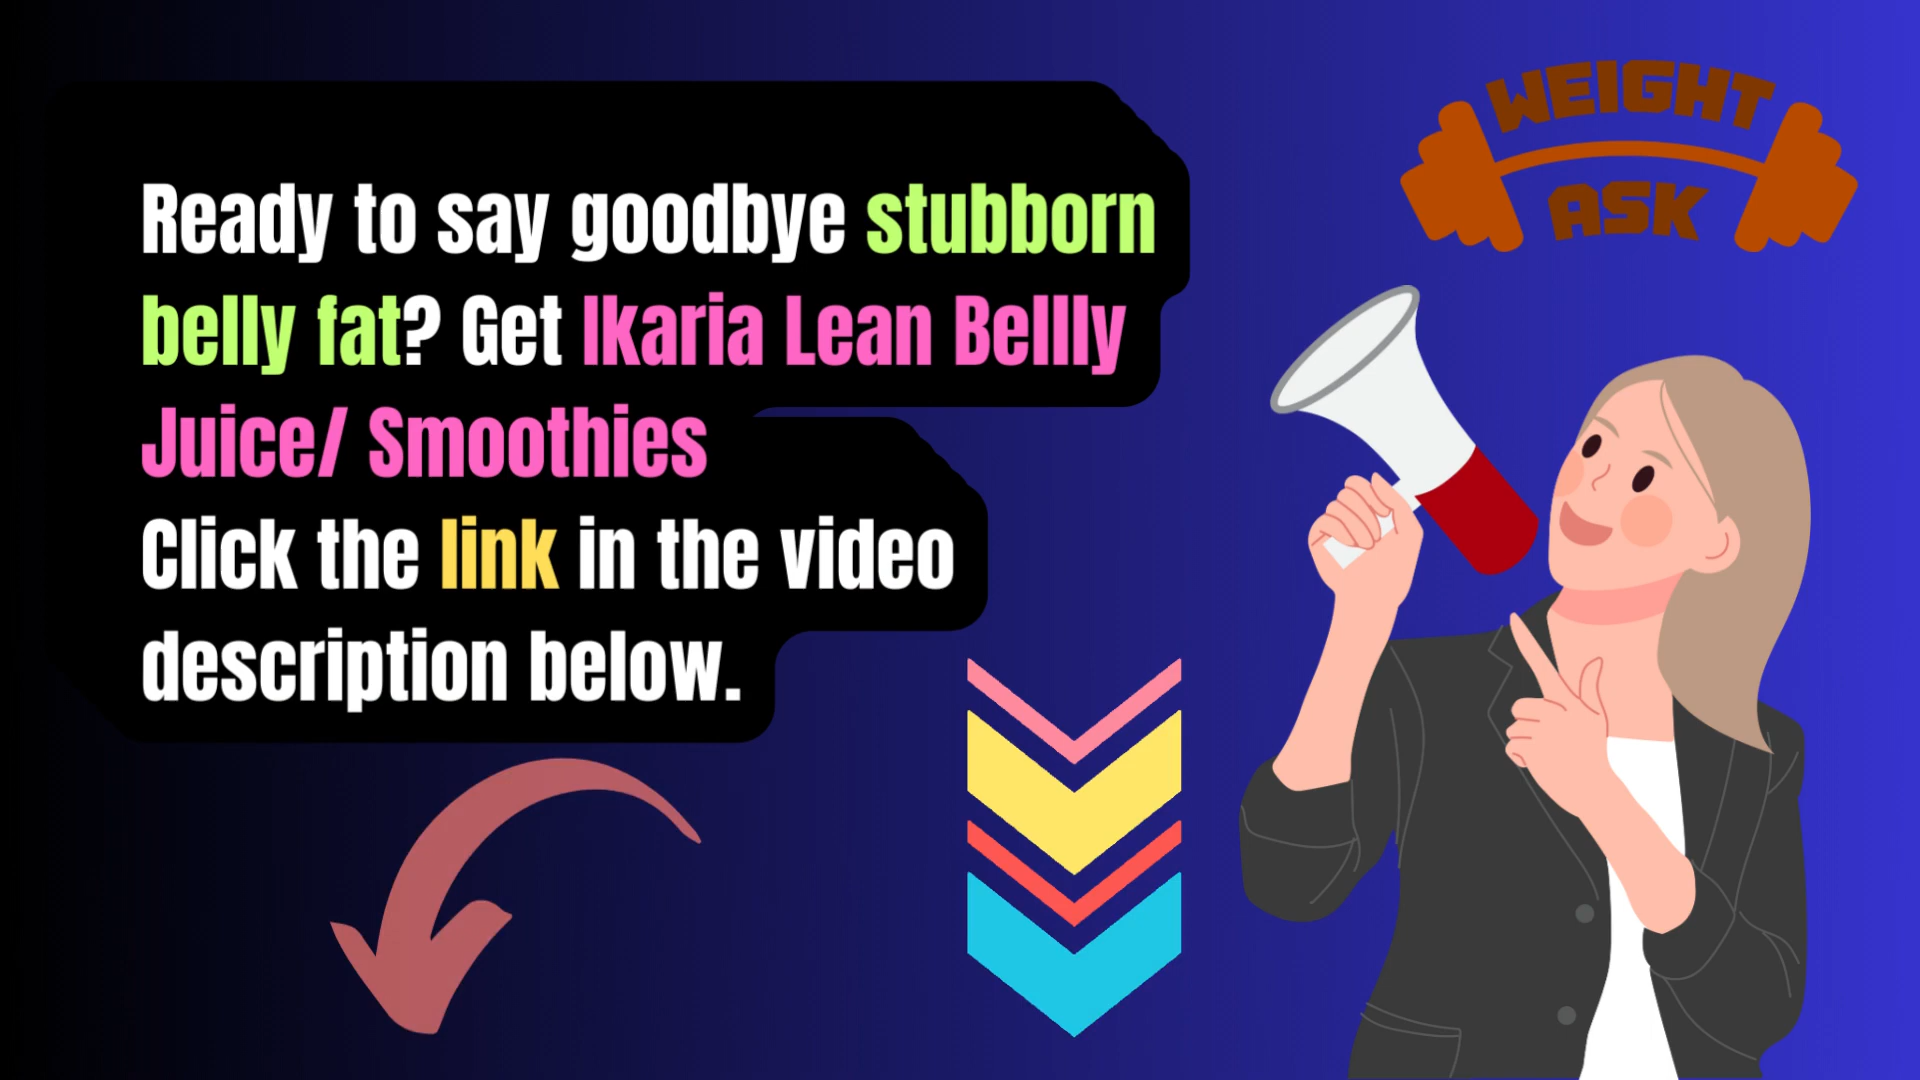 Ready to say goodbye stubborn
belly fat? Get Ikaria Lean Bellly
Juice/ Smoothies
Click the link in the video
description below.
WEIGHT
ASK